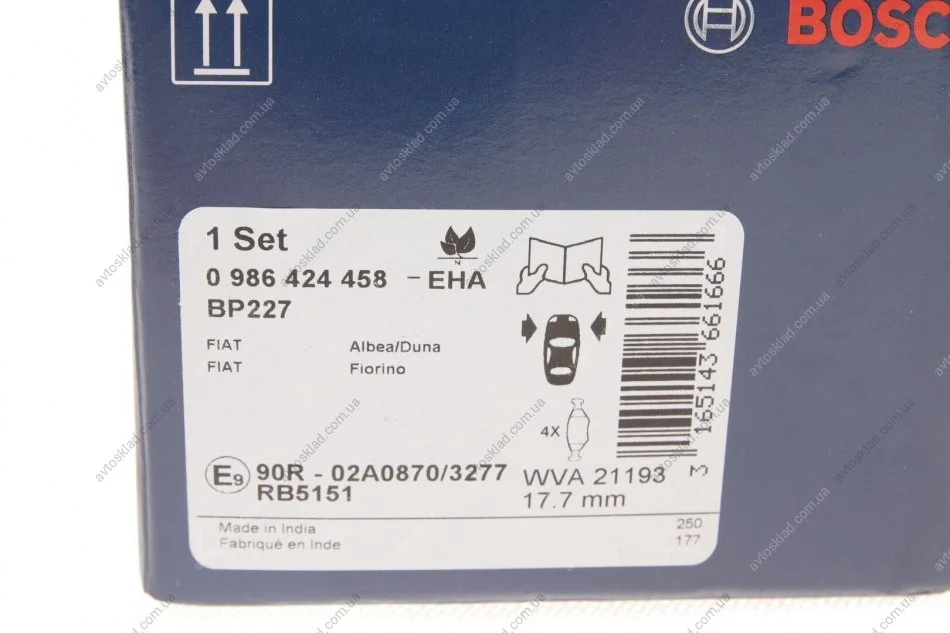 BOSC
1 Set
0 986 424 458 - EHA
BP227
FIAT Albea/Duna
FIAT Fiorino
4X
3 165143 661666
E9 90R - 02A0870/3277
RB5151
WVA 21193
17.7 mm
Made in India
Fabriqué en Inde
250
177
avtosklad.com.ua